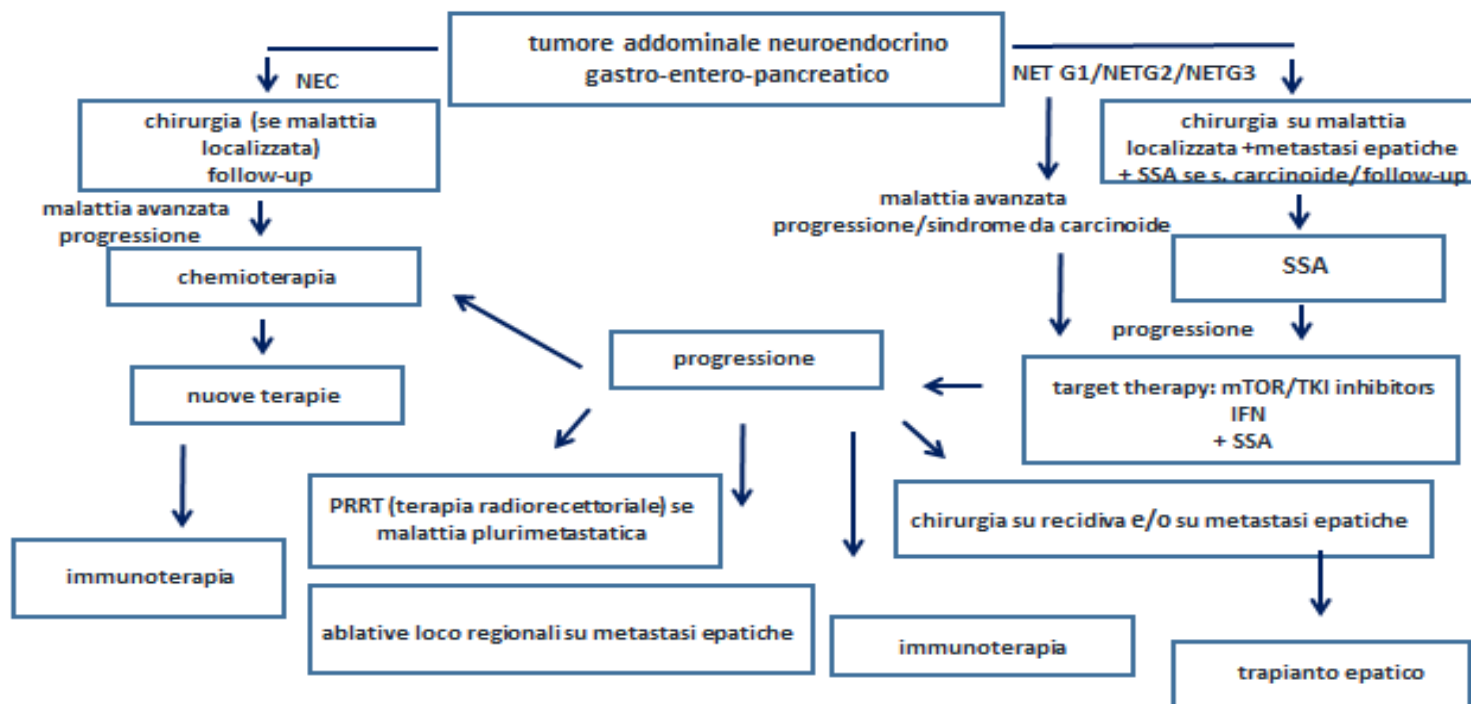 tumore addominale neuroendocrino
gastro-entero-pancreatico
NEC
NET G1/NETG2/NETG3
chirurgia (se malattia
localizzata)
follow-up
chirurgia su malattia
localizzata +metastasi epatiche
+ SSA se s. carcinoide/follow-up
malattia avanzata
progressione
malattia avanzata
progressione/sindrome da carcinoide
chemioterapia
SSA
progressione
progressione
nuove terapie
target therapy: mTOR/TKI inhibitors
IFN
+ SSA
PRRT (terapia radiorecettoriale) se
malattia plurimetastatica
chirurgia su recidiva e/o su metastasi epatiche
immunoterapia
ablative loco regionali su metastasi epatiche
immunoterapia
trapianto epatico